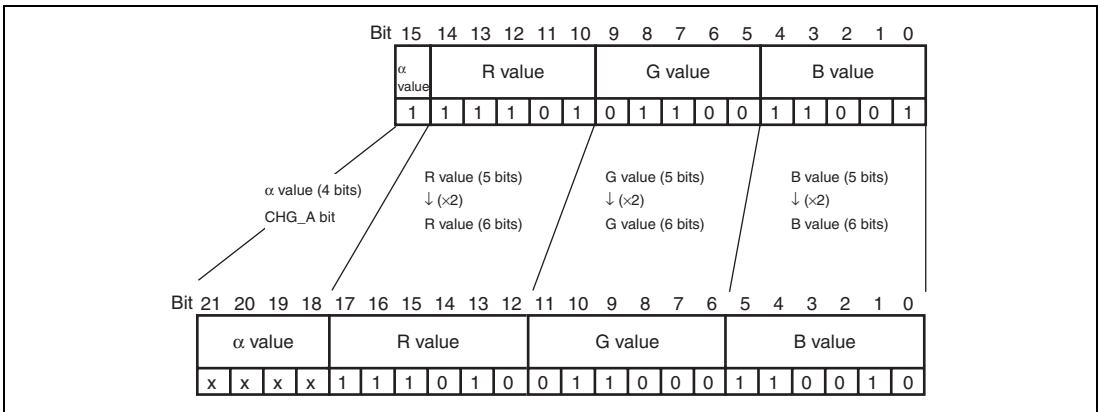 Bit 15 14 13 12 11 10 9 8 7 6 5 4 3 2 1 0
α value R value G value B value
1 1 1 1 0 1 0 1 1 0 0 1 1 0 0 1
α value (4 bits)
CHG_A bit
R value (5 bits)
↓ (×2)
R value (6 bits)
G value (5 bits)
↓ (×2)
G value (6 bits)
B value (5 bits)
↓ (×2)
B value (6 bits)
Bit 21 20 19 18 17 16 15 14 13 12 11 10 9 8 7 6 5 4 3 2 1 0
α value R value G value B value
x x x x 1 1 1 0 1 0 0 1 1 0 0 0 1 1 0 0 1 0